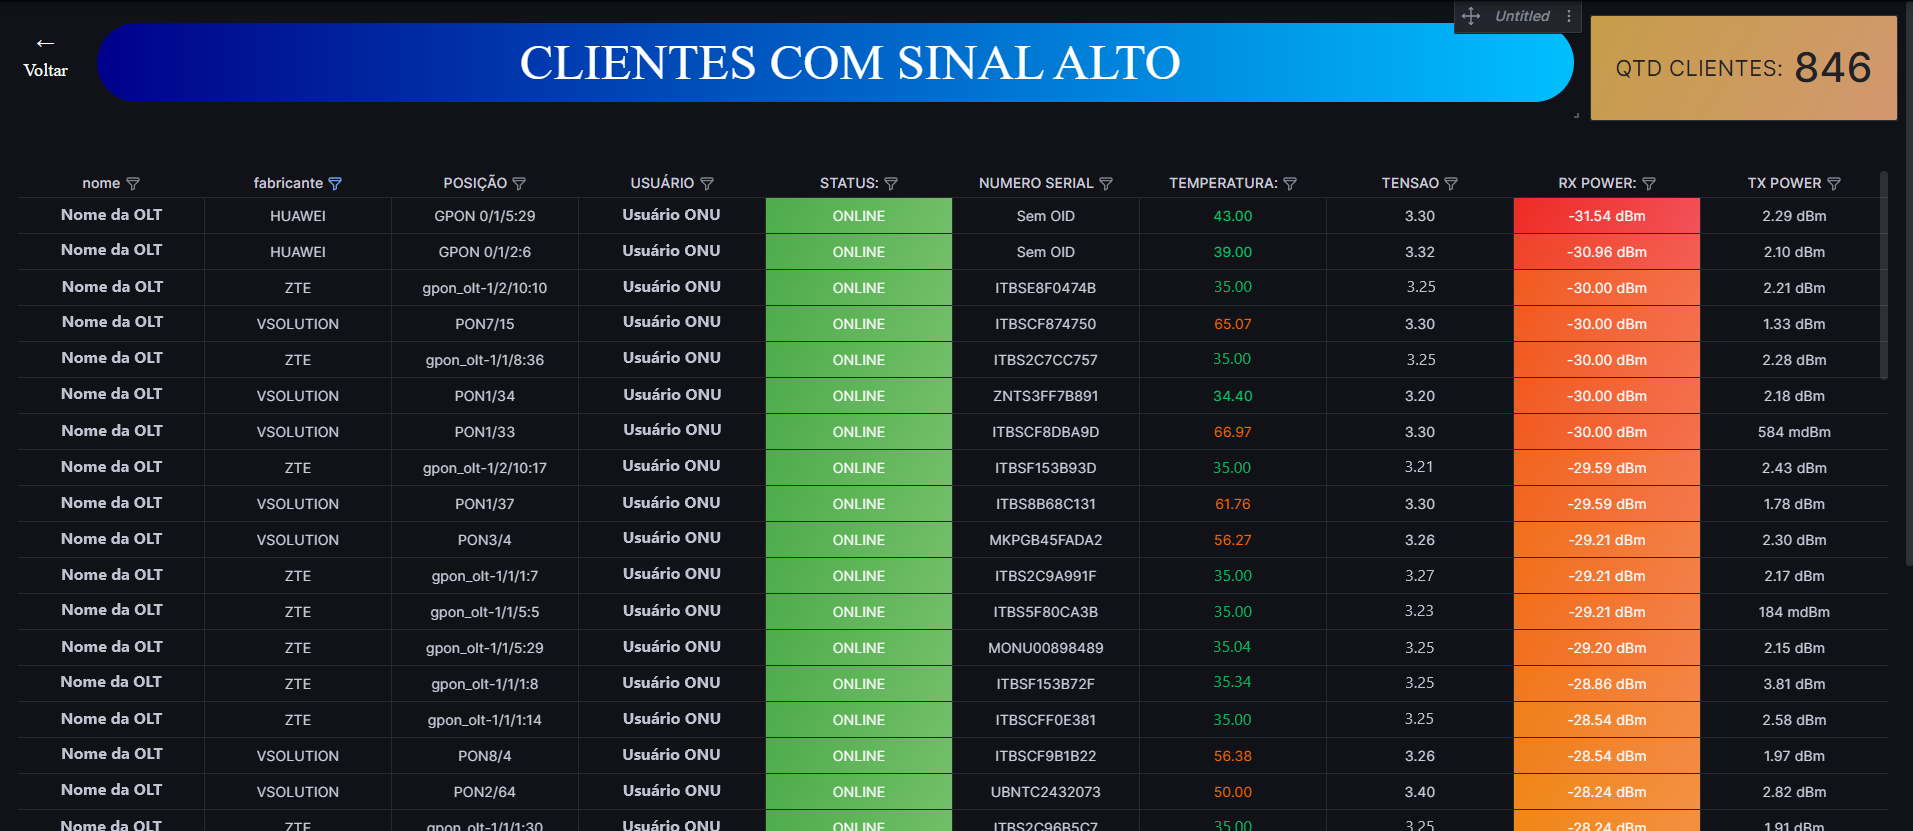 Untitled
← Voltar
CLIENTES COM SINAL ALTO
QTD CLIENTES: 846
nome fabricante POSIÇÃO USUÁRIO STATUS: NUMERO SERIAL TEMPERATURA: TENSAO RX POWER: TX POWER
Nome da OLT HUAWEI GPON 0/1/5:29 Usuário ONU ONLINE Sem OID 43.00 3.30 -31.54 dBm 2.29 dBm
Nome da OLT HUAWEI GPON 0/1/2:6 Usuário ONU ONLINE Sem OID 39.00 3.32 -30.96 dBm 2.10 dBm
Nome da OLT ZTE gpon_olt-1/2/10:10 Usuário ONU ONLINE ITBSE8F0474B 35.00 3.25 -30.00 dBm 2.21 dBm
Nome da OLT VSOLUTION PON7/15 Usuário ONU ONLINE ITBSCF874750 65.07 3.30 -30.00 dBm 1.33 dBm
Nome da OLT ZTE gpon_olt-1/1/8:36 Usuário ONU ONLINE ITBS2C7CC757 35.00 3.25 -30.00 dBm 2.28 dBm
Nome da OLT VSOLUTION PON1/34 Usuário ONU ONLINE ZNTS3FF7B891 34.40 3.20 -30.00 dBm 2.18 dBm
Nome da OLT VSOLUTION PON1/33 Usuário ONU ONLINE ITBSCF8DBA9D 66.97 3.30 -30.00 dBm 584 mdBm
Nome da OLT ZTE gpon_olt-1/2/10:17 Usuário ONU ONLINE ITBSF153B93D 35.00 3.21 -29.59 dBm 2.43 dBm
Nome da OLT VSOLUTION PON1/37 Usuário ONU ONLINE ITBS8B68C131 61.76 3.30 -29.59 dBm 1.78 dBm
Nome da OLT VSOLUTION PON3/4 Usuário ONU ONLINE MKPGB45FADA2 56.27 3.26 -29.21 dBm 2.30 dBm
Nome da OLT ZTE gpon_olt-1/1/1:7 Usuário ONU ONLINE ITBS2C9A991F 35.00 3.27 -29.21 dBm 2.17 dBm
Nome da OLT ZTE gpon_olt-1/1/5:5 Usuário ONU ONLINE ITBS5F80CA3B 35.00 3.23 -29.21 dBm 184 mdBm
Nome da OLT ZTE gpon_olt-1/1/5:29 Usuário ONU ONLINE MONU00898489 35.04 3.25 -29.20 dBm 2.15 dBm
Nome da OLT ZTE gpon_olt-1/1/1:8 Usuário ONU ONLINE ITBSF153B72F 35.34 3.25 -28.86 dBm 3.81 dBm
Nome da OLT ZTE gpon_olt-1/1/1:14 Usuário ONU ONLINE ITBSCFF0E381 35.00 3.25 -28.54 dBm 2.58 dBm
Nome da OLT VSOLUTION PON8/4 Usuário ONU ONLINE ITBSCF9B1B22 56.38 3.26 -28.54 dBm 1.97 dBm
Nome da OLT VSOLUTION PON2/64 Usuário ONU ONLINE UBNTC2432073 50.00 3.40 -28.24 dBm 2.82 dBm
Nome da OLT ZTE gpon_olt-1/1/1:30 Usuário ONU ONLINE ITBS2C96B5C7 35.00 3.25 -28.24 dBm 1.91 dBm